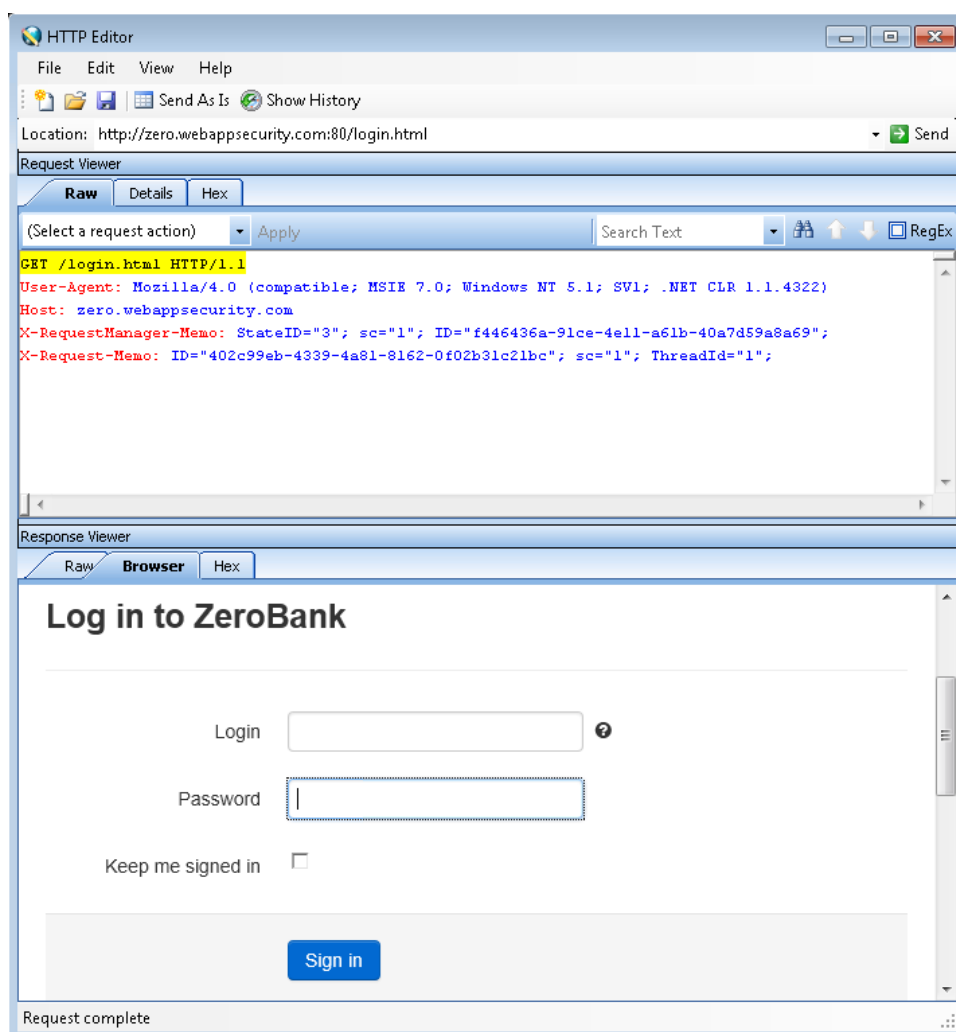 HTTP Editor
File Edit View Help
Send As Is Show History
Location: http://zero.webappsecurity.com:80/login.html Send
Request Viewer
Raw Details Hex
(Select a request action) Apply Search Text RegEx
GET /login.html HTTP/1.1
User-Agent: Mozilla/4.0 (compatible; MSIE 7.0; Windows NT 5.1; SV1; .NET CLR 1.1.4322)
Host: zero.webappsecurity.com
X-RequestManager-Memo: StateID="3"; sc="1"; ID="f446436a-91ce-4e11-a61b-40a7d59a8a69";
X-Request-Memo: ID="402c99eb-4339-4a81-8162-0f02b31c21bc"; sc="1"; ThreadId="1";
Response Viewer
Raw Browser Hex
Log in to ZeroBank
Login
Password
Keep me signed in
Sign in
Request complete